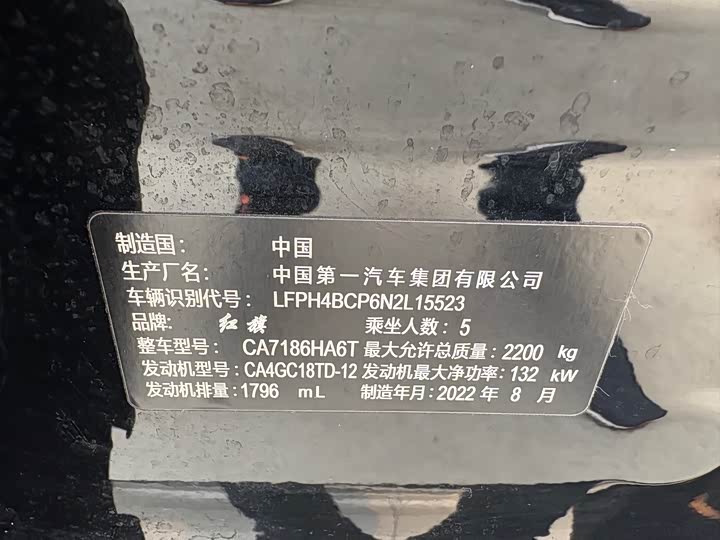 制造国： 中国
生产厂名： 中国第一汽车集团有限公司
车辆识别代号： LFPH4BCP6N2L15523
品牌： 红旗 乘坐人数：5
整车型号： CA7186HA6T 最大允许总质量：2200 kg
发动机型号：CA4GC18TD-12 发动机最大净功率：132 kW
发动机排量：1796 mL 制造年月：2022 年 8 月